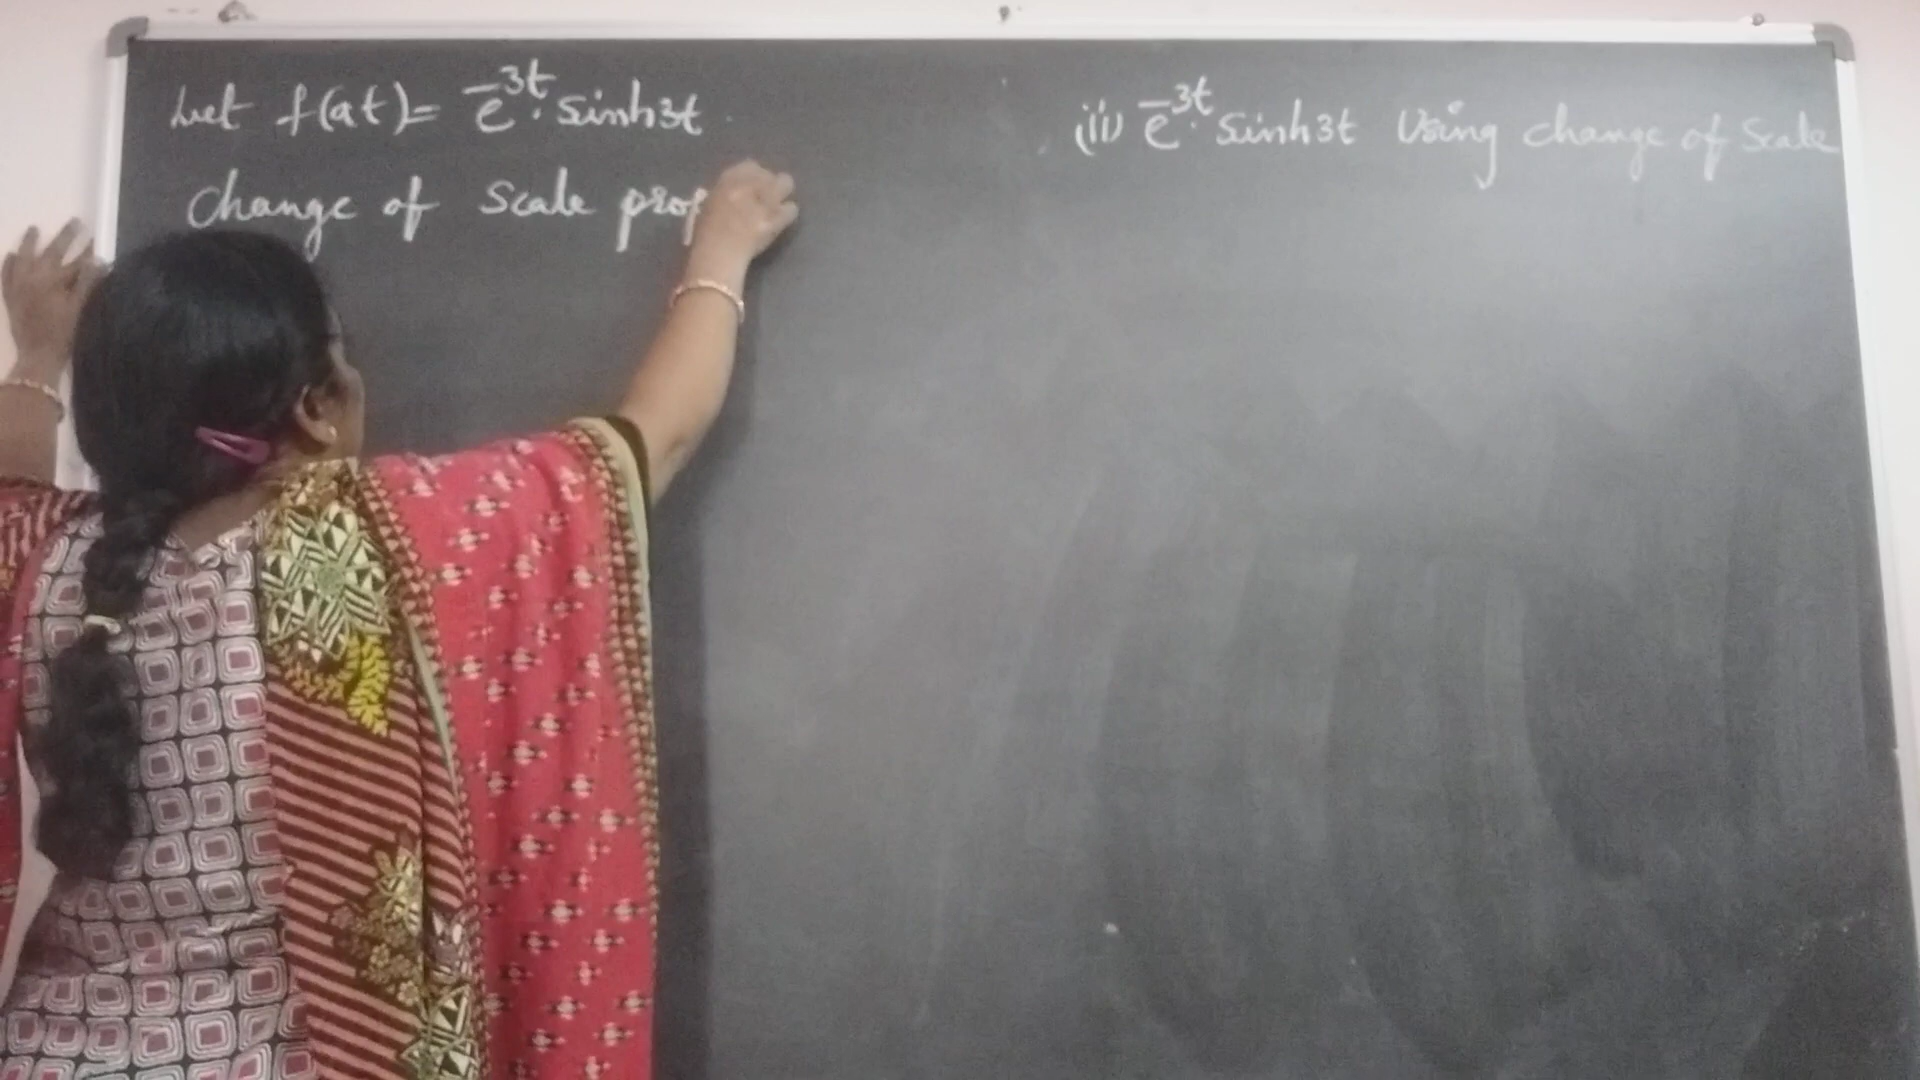 Let f(at) = e^-3t. Sinh3t
Change of Scale prop
(ii) e^-3t. Sinh3t Using change of Scale